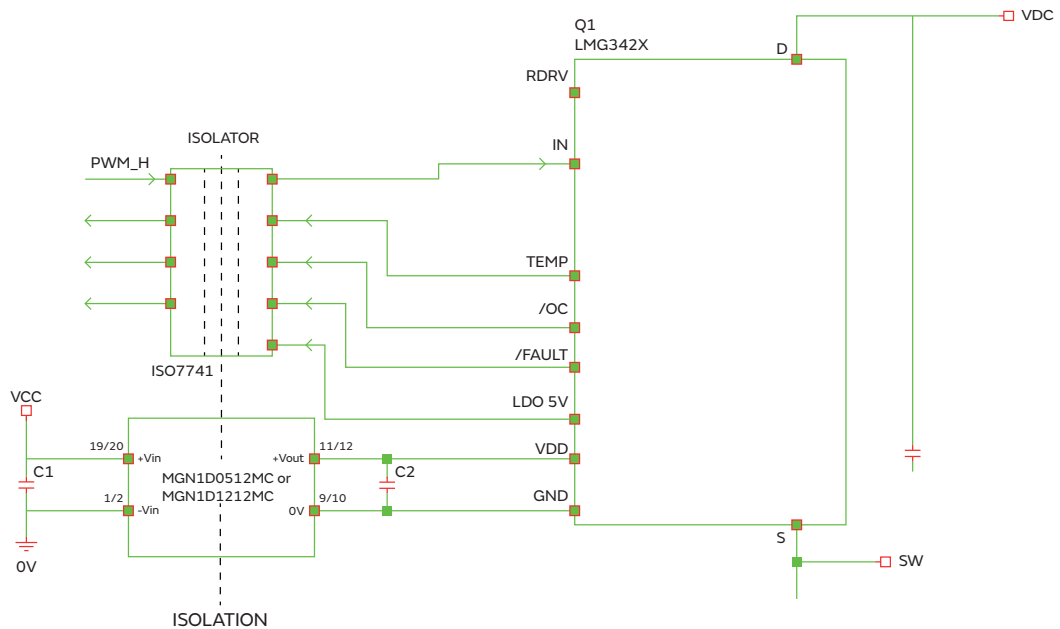 VDC
Q1
LMG342X
D
RDRV
ISOLATOR
IN
PWM_H
TEMP
/OC
/FAULT
ISO7741
LDO 5V
VCC
19/20
+Vin
+Vout
11/12
VDD
C1
MGN1D0512MC or
MGN1D1212MC
C2
1/2
-Vin
0V
9/10
GND
S
SW
0V
ISOLATION